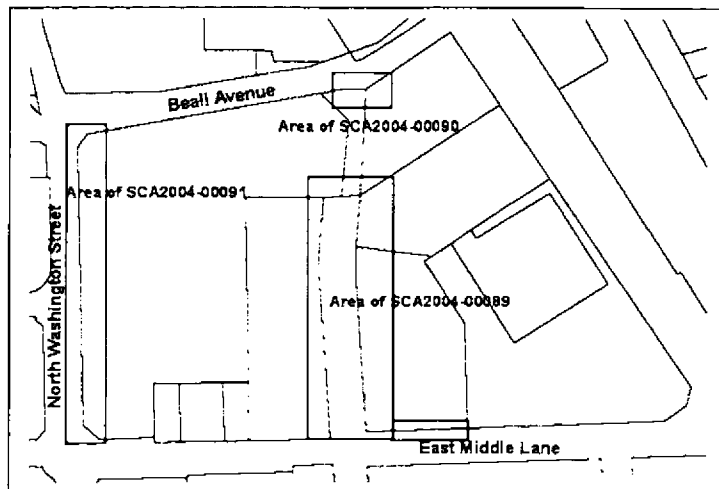 Beall Avenue
Area of SCA2004-00090
Area of SCA2004-00091
North Washington Street
Area of SCA2004-00089
East Middle Lane